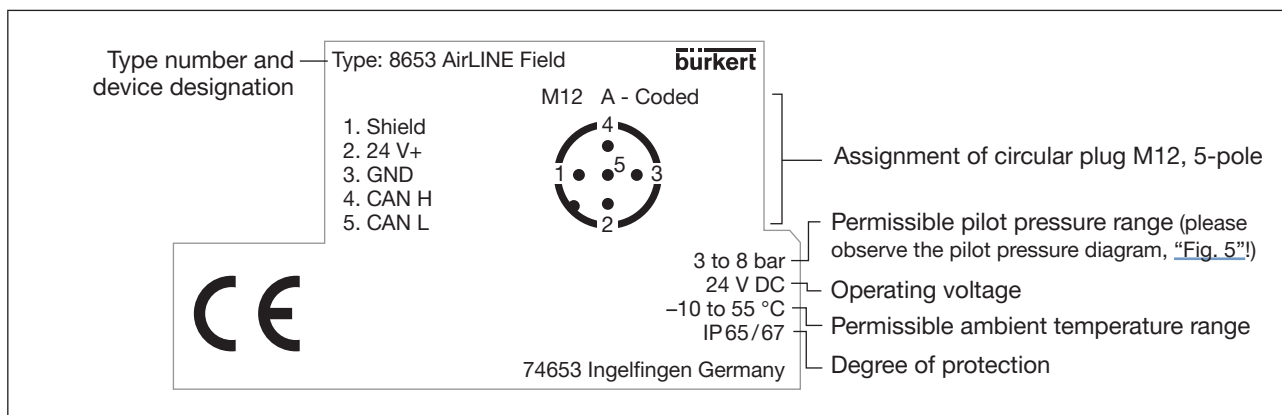 Type number and
device designation
Type: 8653 AirLINE Field
bürkert
M12 A - Coded
1. Shield
2. 24 V+
3. GND
4. CAN H
5. CAN L
4
1 5 3
2
Assignment of circular plug M12, 5-pole
3 to 8 bar
24 V DC
–10 to 55 °C
IP65/67
Permissible pilot pressure range (please
observe the pilot pressure diagram, "Fig. 5"!)
Operating voltage
Permissible ambient temperature range
Degree of protection
CE
74653 Ingelfingen Germany